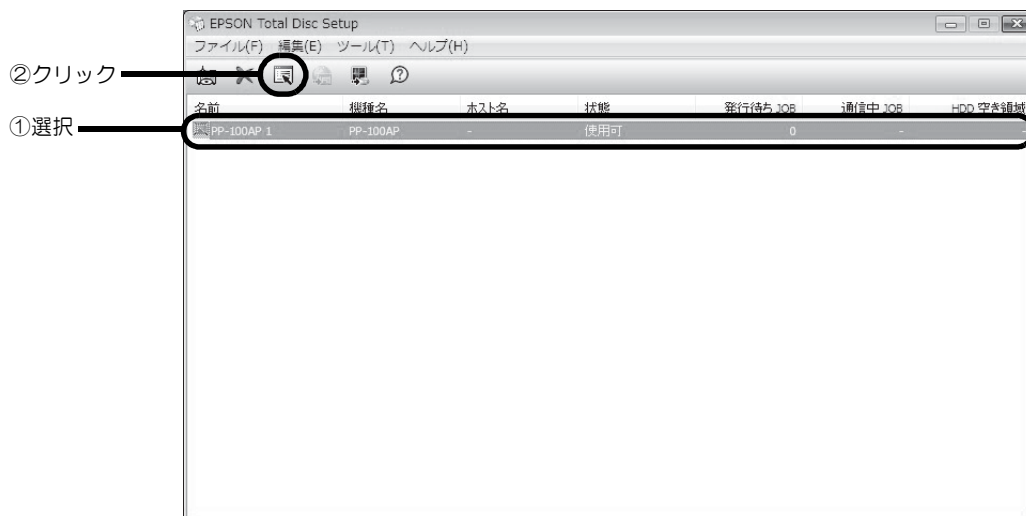 EPSON Total Disc Setup
ファイル(F) 編集(E) ツール(T) ヘルプ(H)
②クリック
名前 機種名 ホスト名 状態 発行待ち JOB 通信中 JOB HDD 空き領域
①選択
PP-100AP 1 PP-100AP - 使用可 0 - -